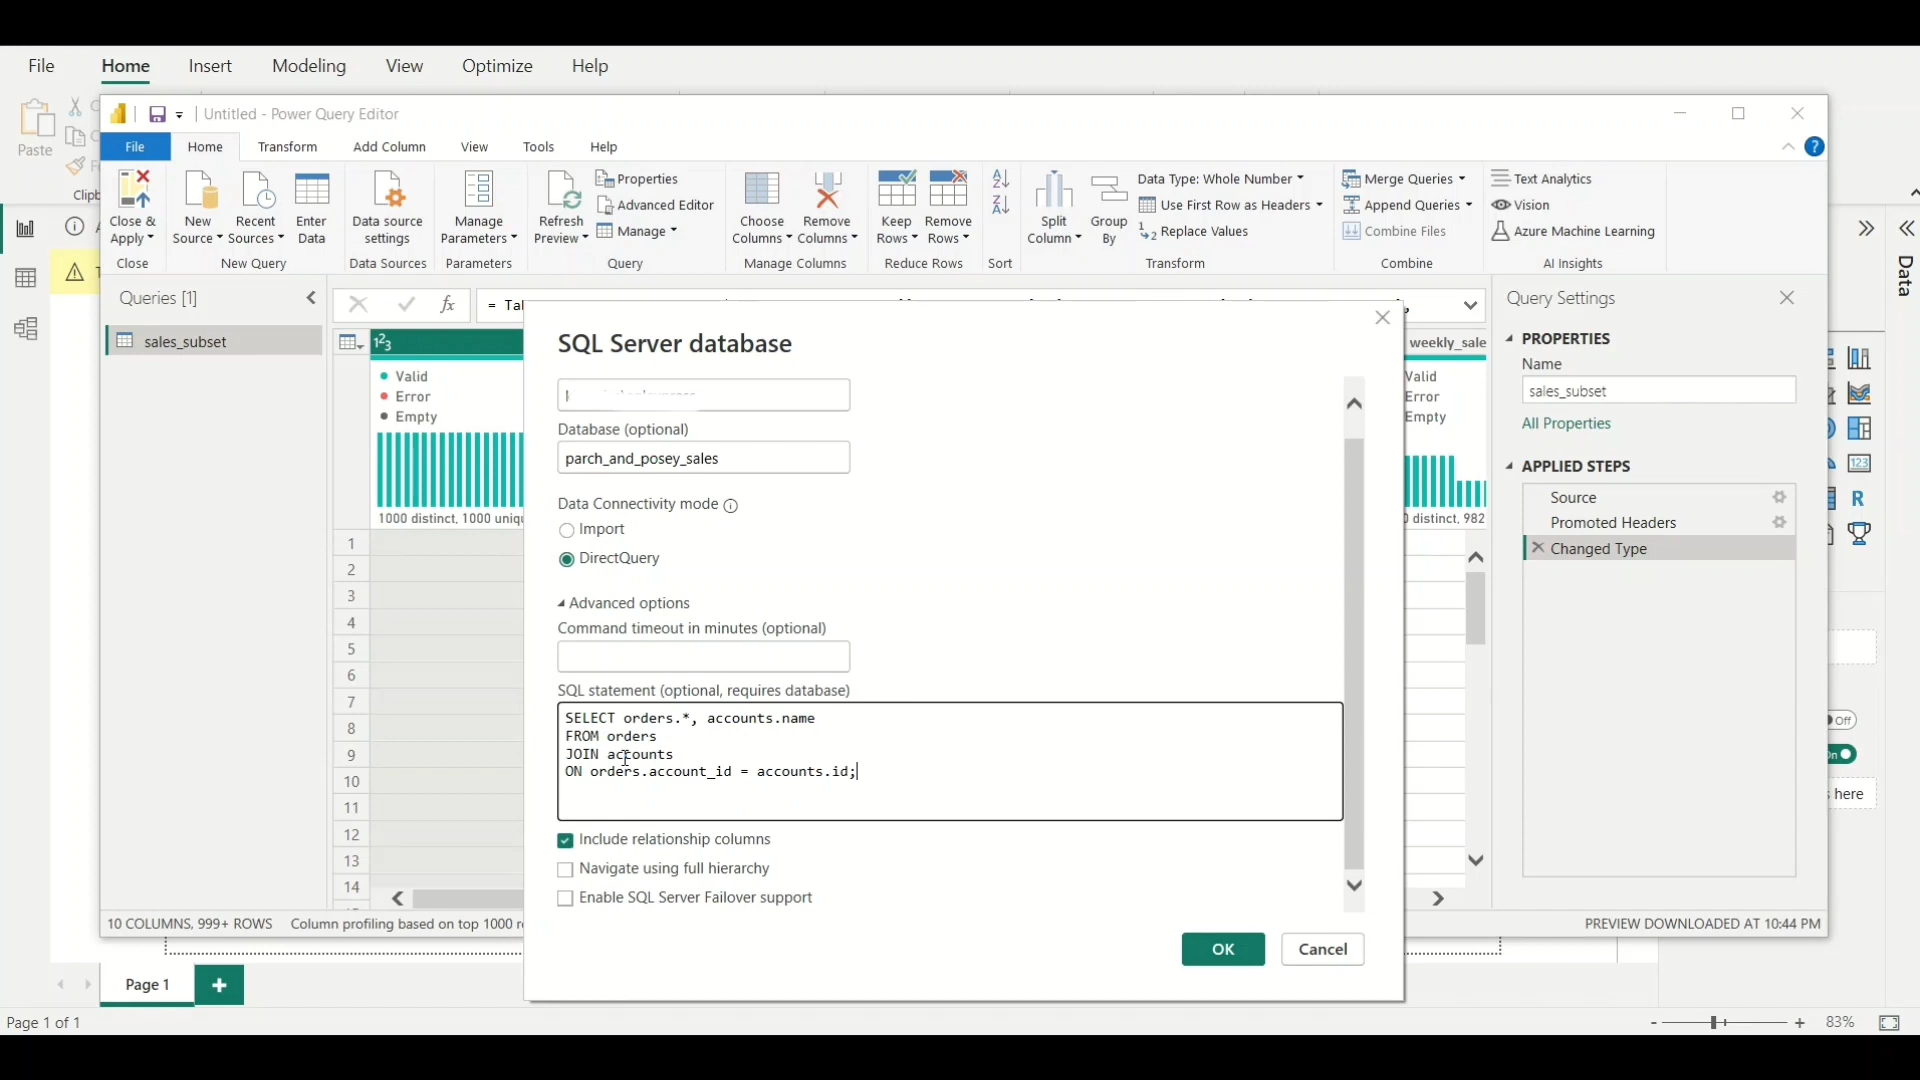 File Home Insert Modeling View Optimize Help
Untitled - Power Query Editor
File Home Transform Add Column View Tools Help
Paste
Close & Apply
New Source
Recent Sources
Enter Data
Data source settings
Manage Parameters
Refresh Preview
Properties
Advanced Editor
Manage
Choose Columns
Remove Columns
Keep Rows
Remove Rows
Split Column
Group By
Data Type: Whole Number
Use First Row as Headers
Replace Values
Merge Queries
Append Queries
Combine Files
Text Analytics
Vision
Azure Machine Learning
Close New Query Data Sources Parameters Query Manage Columns Reduce Rows Sort Transform Combine AI Insights
Queries [1]
sales_subset
fx
= Ta
Valid
Error
Empty
1000 distinct, 1000 uniq
1
2
3
4
5
6
7
8
9
10
11
12
13
14
SQL Server database
Database (optional)
parch_and_posey_sales
Data Connectivity mode
Import
DirectQuery
Advanced options
Command timeout in minutes (optional)
SQL statement (optional, requires database)
SELECT orders.*, accounts.name
FROM orders
JOIN accounts
ON orders.account_id = accounts.id;
Include relationship columns
Navigate using full hierarchy
Enable SQL Server Failover support
OK Cancel
weekly_sale
Valid
Error
Empty
distinct, 982
Query Settings
PROPERTIES
Name
sales_subset
All Properties
APPLIED STEPS
Source
Promoted Headers
Changed Type
Data
Off
On
here
10 COLUMNS, 999+ ROWS Column profiling based on top 1000 r
PREVIEW DOWNLOADED AT 10:44 PM
Page 1
Page 1 of 1
83%